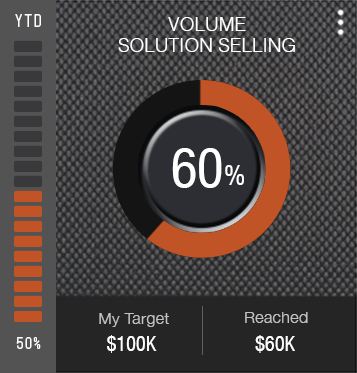 YTD
VOLUME
SOLUTION SELLING
60%
50%
My Target
$100K
Reached
$60K